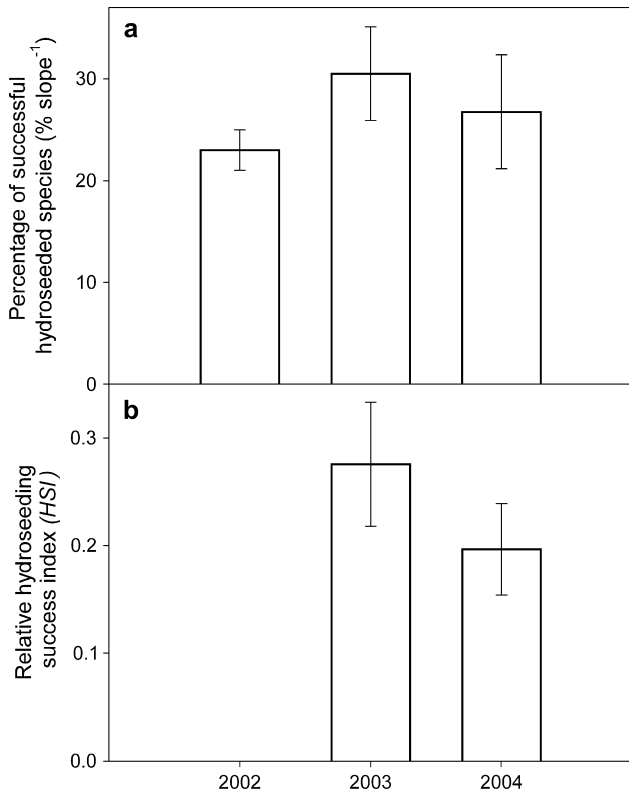 a
Percentage of successful
hydroseeded species (% slope⁻¹)
30
20
10
0
b
Relative hydroseeding
success index (HSI)
0.3
0.2
0.1
0.0
2002 2003 2004